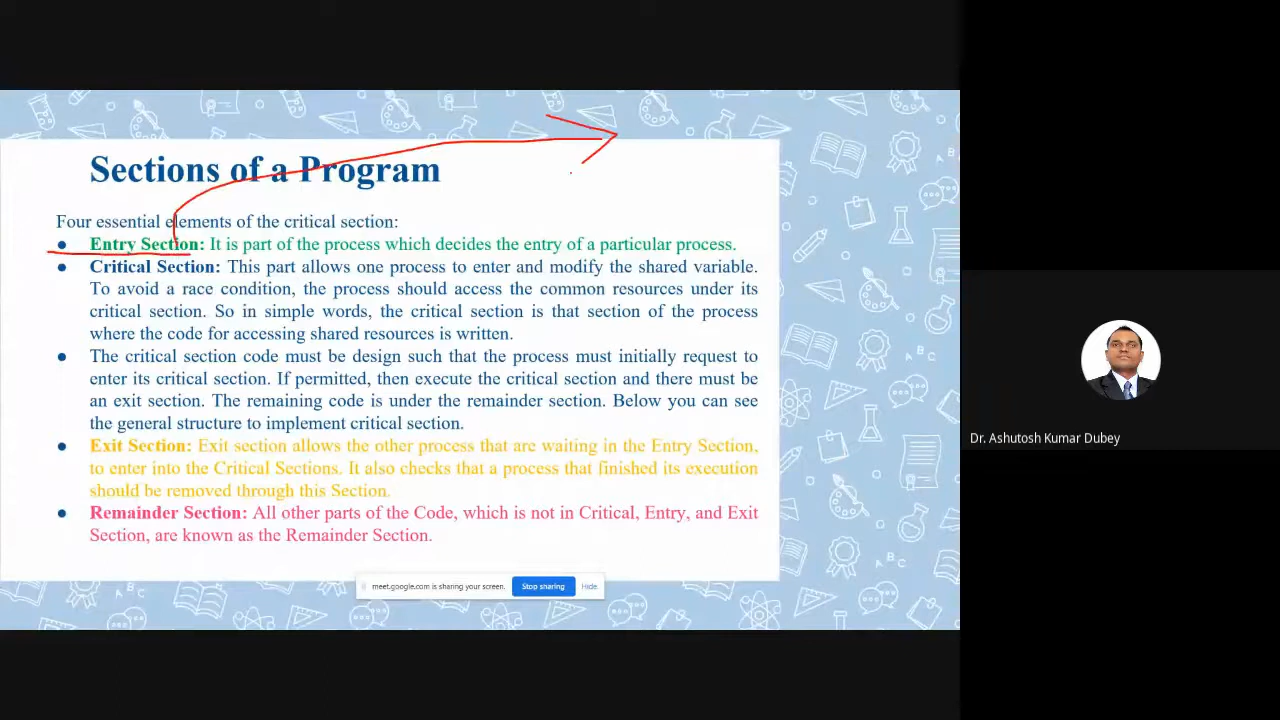 Sections of a Program
Four essential elements of the critical section:
● Entry Section: It is part of the process which decides the entry of a particular process.
● Critical Section: This part allows one process to enter and modify the shared variable.
To avoid a race condition, the process should access the common resources under its
critical section. So in simple words, the critical section is that section of the process
where the code for accessing shared resources is written.
● The critical section code must be design such that the process must initially request to
enter its critical section. If permitted, then execute the critical section and there must be
an exit section. The remaining code is under the remainder section. Below you can see
the general structure to implement critical section.
● Exit Section: Exit section allows the other process that are waiting in the Entry Section,
to enter into the Critical Sections. It also checks that a process that finished its execution
should be removed through this Section.
● Remainder Section: All other parts of the Code, which is not in Critical, Entry, and Exit
Section, are known as the Remainder Section.
meet.google.com is sharing your screen. Stop sharing Hide
Dr. Ashutosh Kumar Dubey